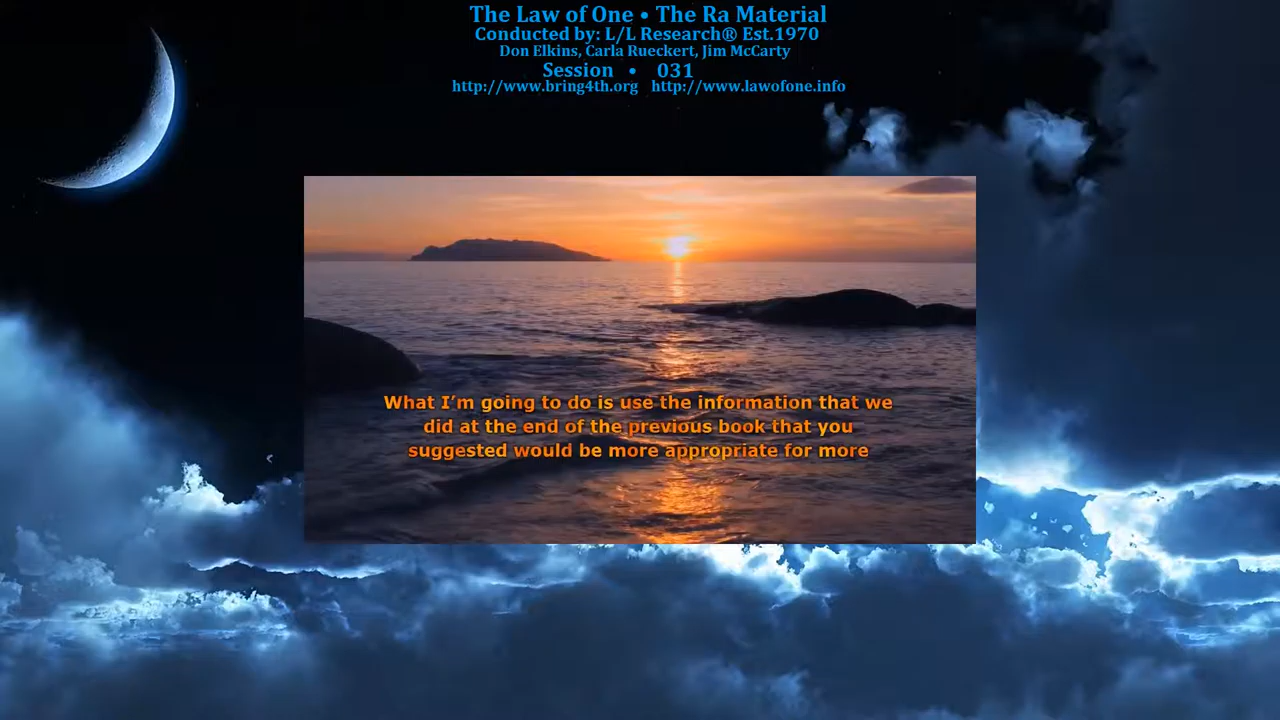 The Law of One • The Ra Material
Conducted by: L/L Research® Est.1970
Don Elkins, Carla Rueckert, Jim McCarty
Session • 031
http://www.bring4th.org http://www.lawofone.info
What I’m going to do is use the information that we
did at the end of the previous book that you
suggested would be more appropriate for more